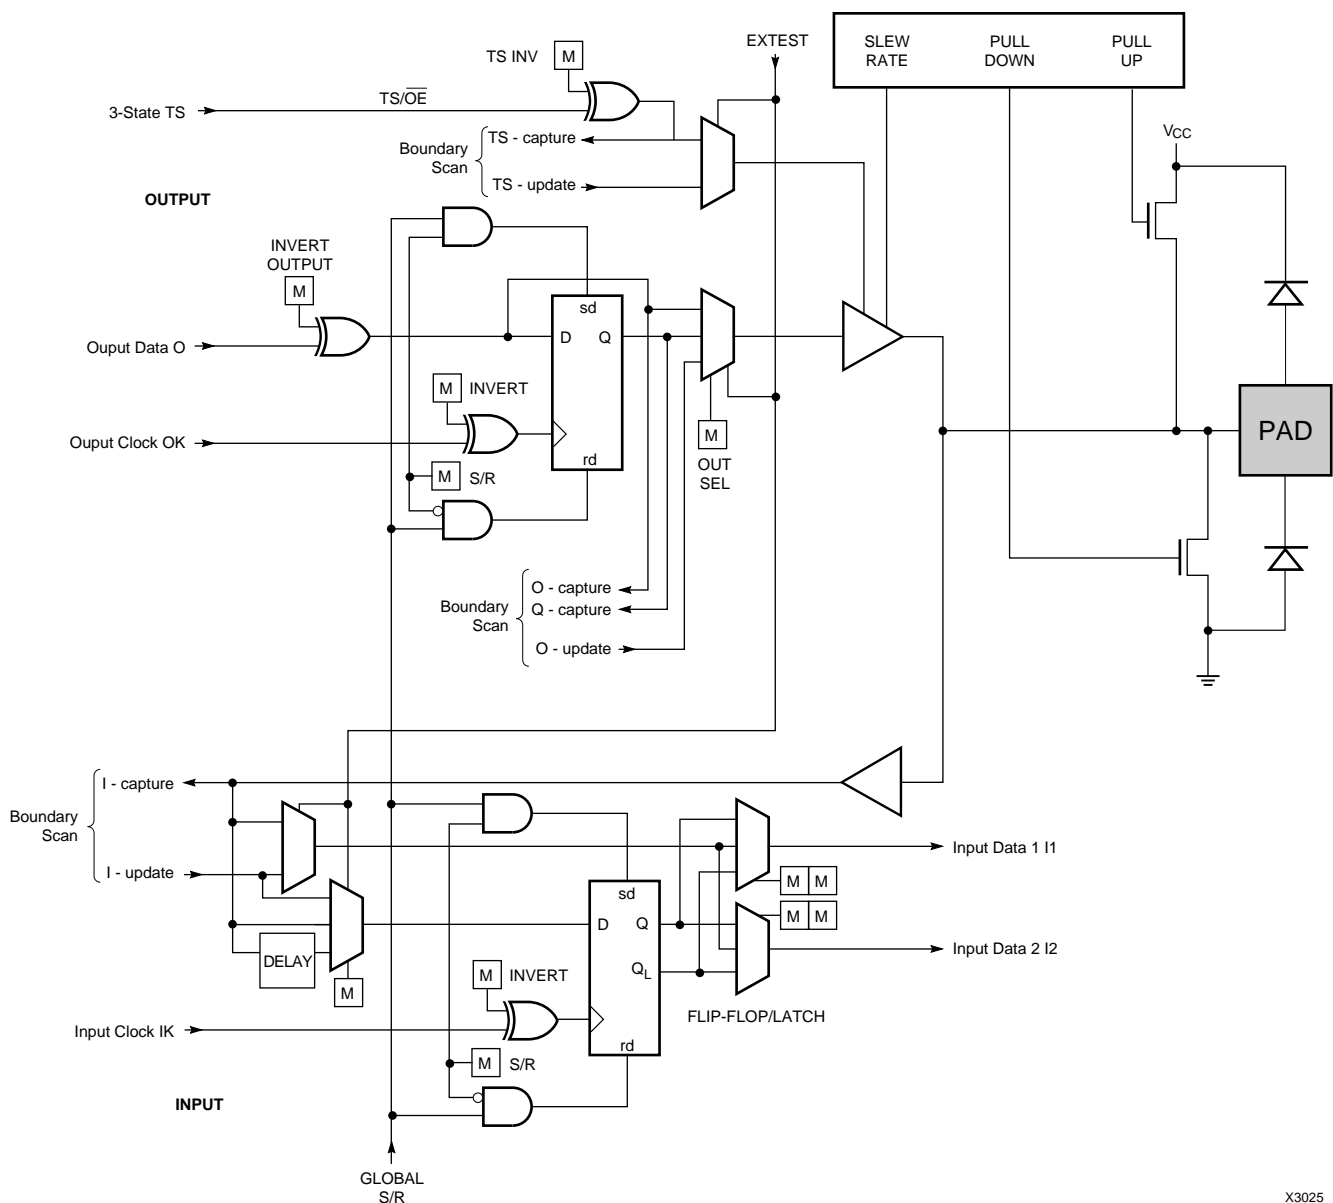 EXTEST
SLEW
RATE
PULL
DOWN
PULL
UP
TS INV
M
TS/OE
3-State TS
VCC
Boundary
Scan
TS - capture
TS - update
OUTPUT
INVERT
OUTPUT
M
sd
D
Q
Ouput Data O
M
INVERT
Ouput Clock OK
M
OUT
SEL
PAD
rd
M
S/R
Boundary
Scan
O - capture
Q - capture
O - update
Boundary
Scan
I - capture
I - update
Input Data 1 I1
M M
sd
D
Q
M M
Input Data 2 I2
DELAY
QL
M
INVERT
M
FLIP-FLOP/LATCH
Input Clock IK
rd
M
S/R
INPUT
GLOBAL
S/R
X3025